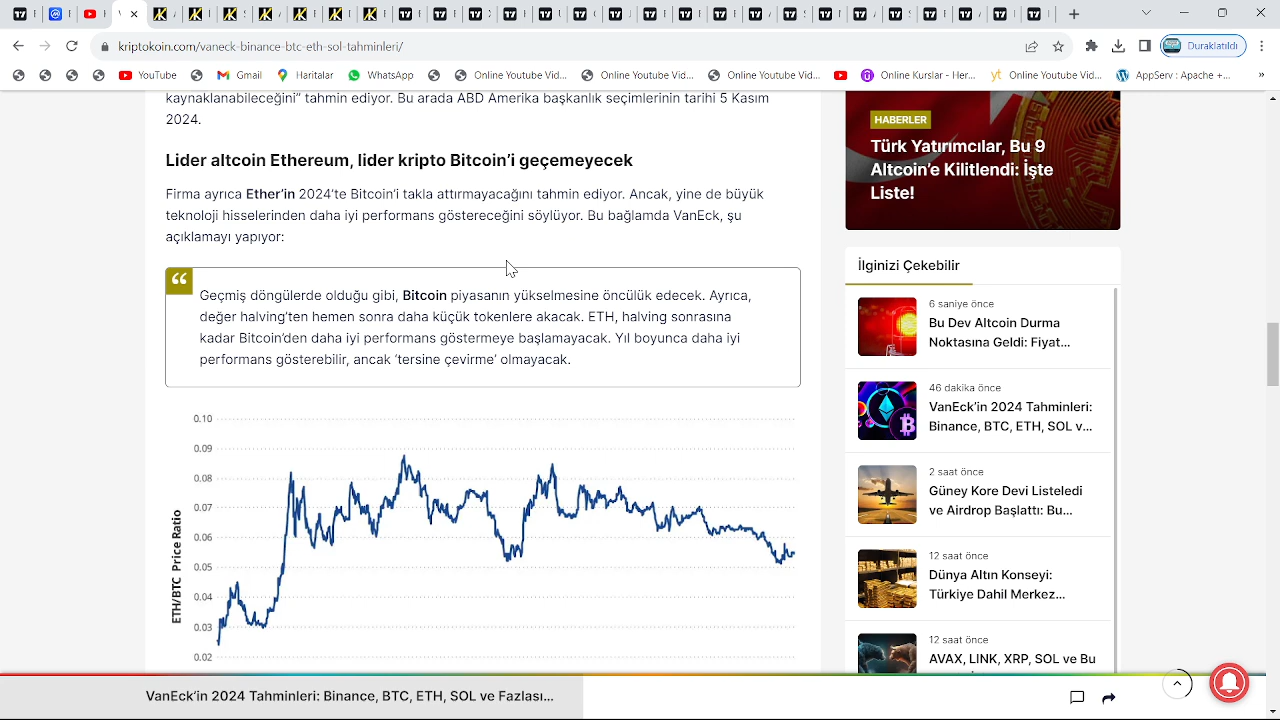 kriptokoin.com/vaneck-binance-btc-eth-sol-tahminleri/
Duraklatıldı
YouTube
Gmail
Haritalar
WhatsApp
Online Youtube Vid...
Online Youtube Vid...
Online Youtube Vid...
Online Kurslar - Her...
Online Youtube Vid...
AppServ : Apache +...
kaynaklanabileceğini” tahmin ediyor. Bu arada ABD Amerika başkanlık seçimlerinin tarihi 5 Kasım
2024.
Lider altcoin Ethereum, lider kripto Bitcoin’i geçemeyecek
Firma ayrıca Ether’in 2024’te Bitcoin’i takla attırmayacağını tahmin ediyor. Ancak, yine de büyük
teknoloji hisselerinden daha iyi performans göstereceğini söylüyor. Bu bağlamda VanEck, şu
açıklamayı yapıyor:
Geçmiş döngülerde olduğu gibi, Bitcoin piyasanın yükselmesine öncülük edecek. Ayrıca,
değer halving’ten hemen sonra daha küçük tokenlere akacak. ETH, halving sonrasına
kadar Bitcoin’den daha iyi performans göstermeye başlamayacak. Yıl boyunca daha iyi
performans gösterebilir, ancak ‘tersine çevirme’ olmayacak.
0.10
0.09
0.08
0.07
0.06
0.05
0.04
0.03
0.02
ETH/BTC Price Ratio
HABERLER
Türk Yatırımcılar, Bu 9
Altcoin’e Kilitlendi: İşte
Liste!
İlginizi Çekebilir
6 saniye önce
Bu Dev Altcoin Durma
Noktasına Geldi: Fiyat...
46 dakika önce
VanEck’in 2024 Tahminleri:
Binance, BTC, ETH, SOL v...
2 saat önce
Güney Kore Devi Listeledi
ve Airdrop Başlattı: Bu...
12 saat önce
Dünya Altın Konseyi:
Türkiye Dahil Merkez...
12 saat önce
AVAX, LINK, XRP, SOL ve Bu
VanEck’in 2024 Tahminleri: Binance, BTC, ETH, SOL ve Fazlası...